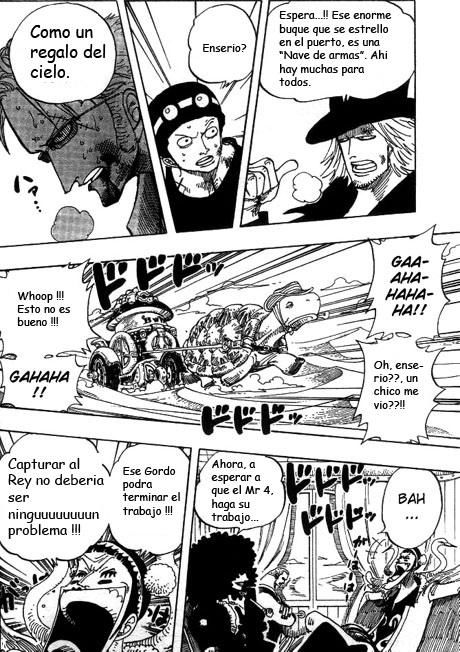 Espera...!! Ese enorme
buque que se estrello
en el puerto, es una
"Nave de armas". Ahi
hay muchas para
todos.
Enserio?
Como un
regalo del
cielo.
GAA-
AHA-
HAHA-
HA!!
ドドドド
Whoop !!!
Esto no es
bueno !!!
Oh, ense-
rio??, un
chico me
vio??!!
GAHAHA
!!
ドドドド
BAH
...
ドドドド
Ahora, a
esperar a
que el Mr 4,
haga su
trabajo...
Ese Gordo
podra
terminar el
trabajo !!!
Capturar al
Rey no deberia
ser
ninguuuuuuuun
problema !!!